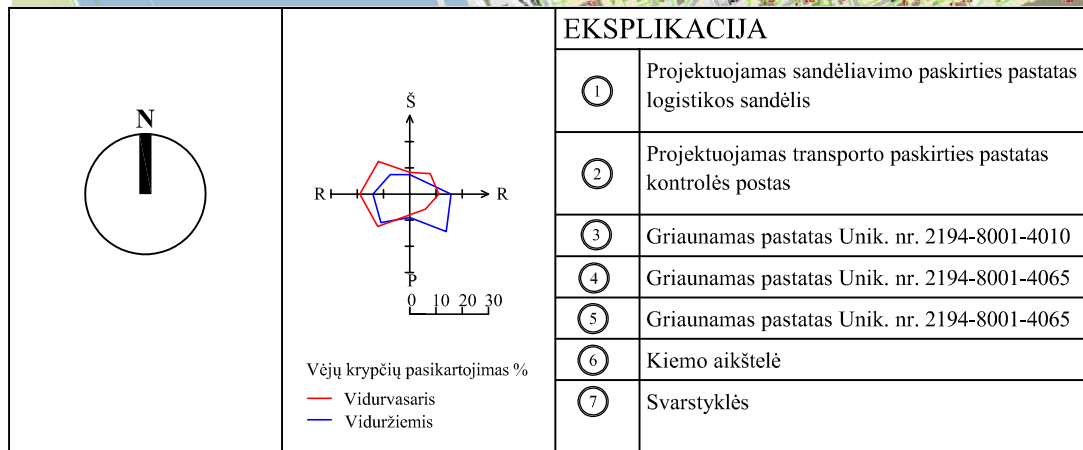 N
Š
R
R
P
0 10 20 30
Vėjų krypčių pasikartojimas %
Vidurvasaris
Viduržiemis
EKSPLIKACIJA
1
Projektuojamas sandėliavimo paskirties pastatas
logistikos sandėlis
2
Projektuojamas transporto paskirties pastatas
kontrolės postas
3
Griaunamas pastatas Unik. nr. 2194-8001-4010
4
Griaunamas pastatas Unik. nr. 2194-8001-4065
5
Griaunamas pastatas Unik. nr. 2194-8001-4065
6
Kiemo aikštelė
7
Svarstyklės